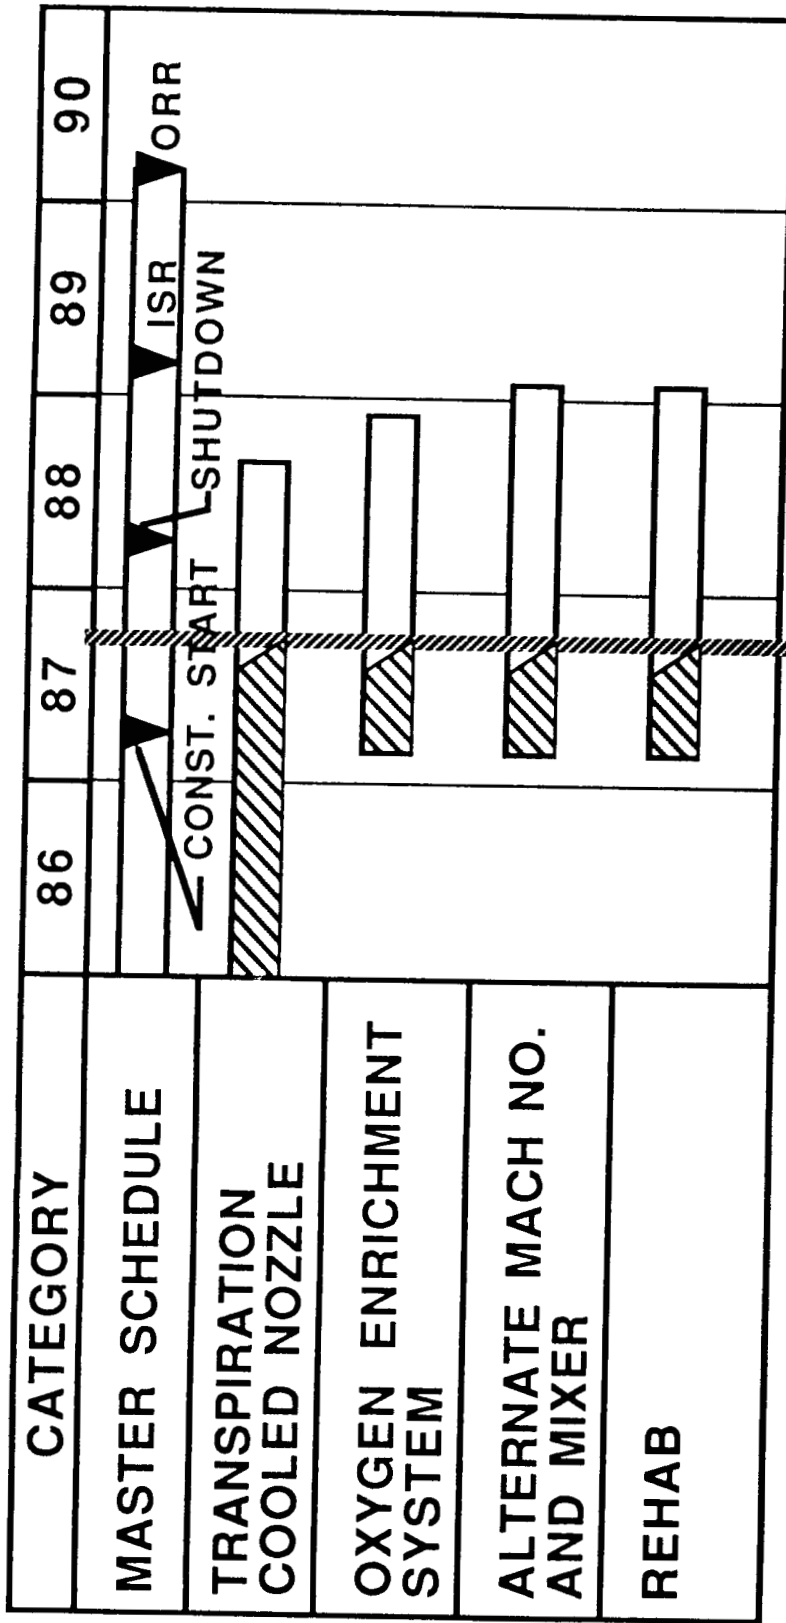 CATEGORY
86
87
88
89
90
MASTER SCHEDULE
CONST. START
SHUTDOWN
ISR
ORR
TRANSPIRATION
COOLED NOZZLE
OXYGEN ENRICHMENT
SYSTEM
ALTERNATE MACH NO.
AND MIXER
REHAB